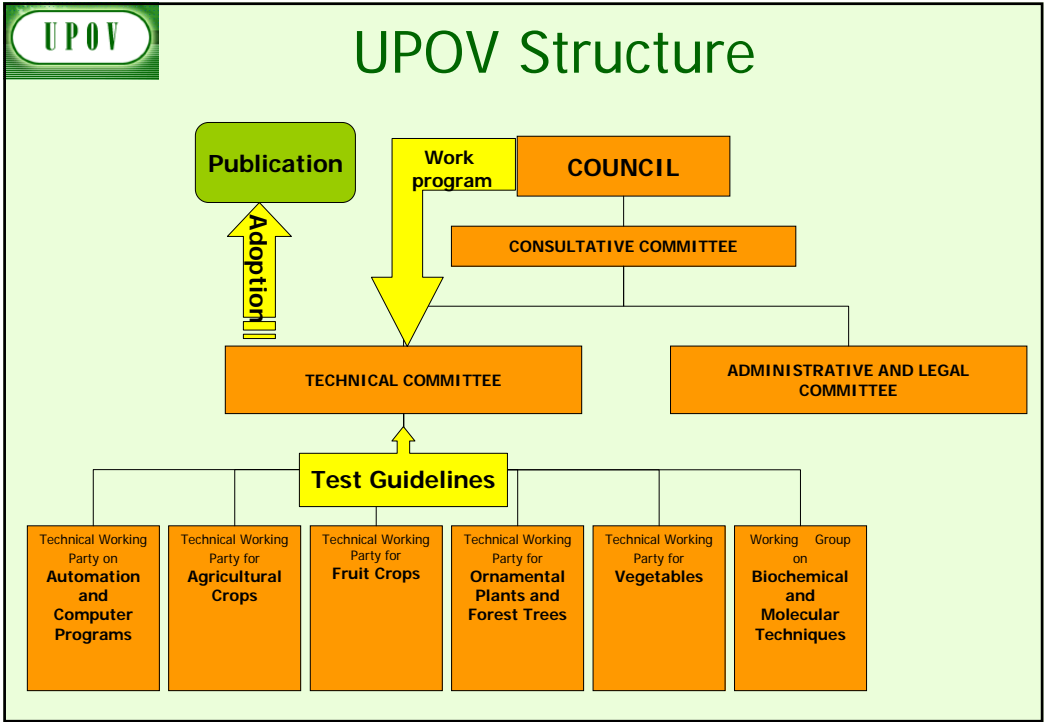 UPOV
UPOV Structure
Publication
Work
program
COUNCIL
Adoption
CONSULTATIVE COMMITTEE
TECHNICAL COMMITTEE
ADMINISTRATIVE AND LEGAL
COMMITTEE
Test Guidelines
Technical Working
Party on
Automation
and
Computer
Programs
Technical Working
Party for
Agricultural
Crops
Technical Working
Party for
Fruit Crops
Technical Working
Party for
Ornamental
Plants and
Forest Trees
Technical Working
Party for
Vegetables
Working Group
on
Biochemical
and
Molecular
Techniques